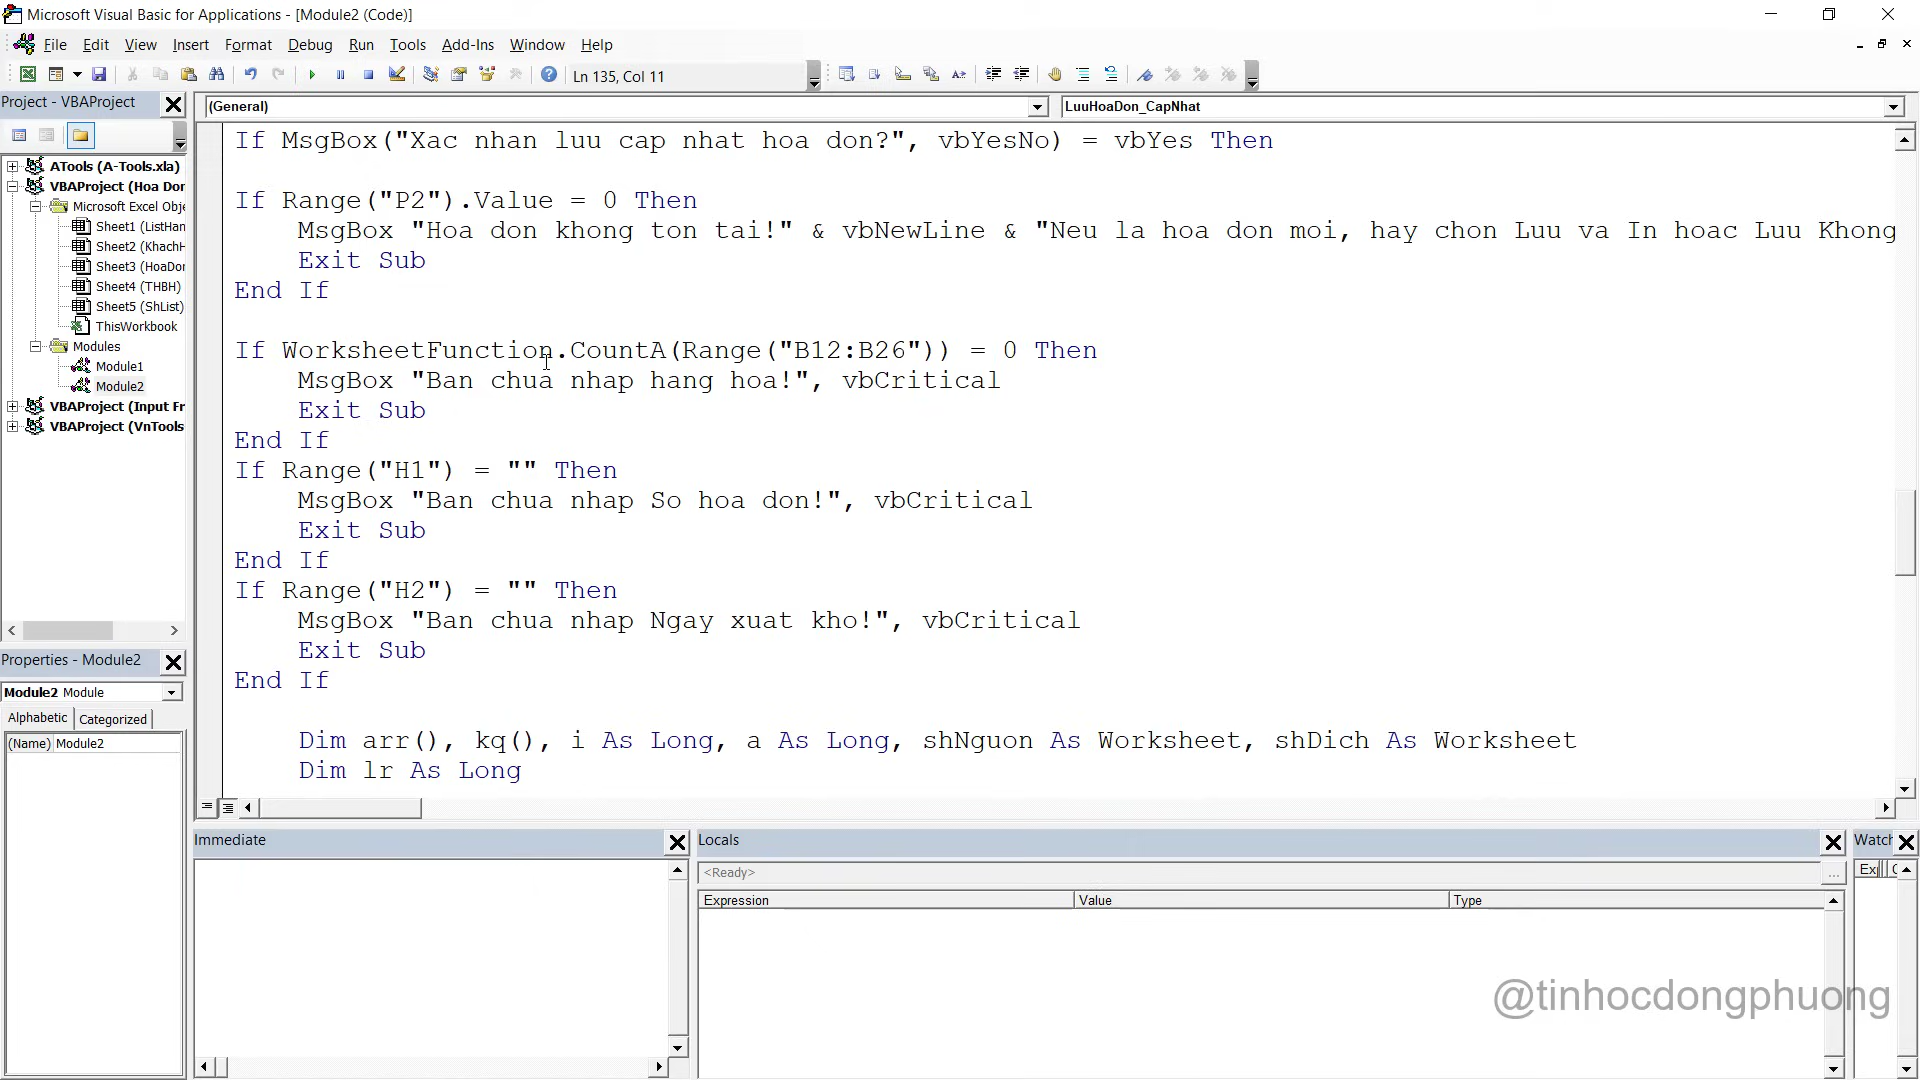 Microsoft Visual Basic for Applications - [Module2 (Code)]
File Edit View Insert Format Debug Run Tools Add-Ins Window Help
Ln 135, Col 11
Project - VBAProject
(General)
LuuHoaDon_CapNhat
ATools (A-Tools.xla)
VBAProject (Hoa Don
Microsoft Excel Obje
Sheet1 (ListHan
Sheet2 (KhachH
Sheet3 (HoaDon
Sheet4 (THBH)
Sheet5 (ShList)
ThisWorkbook
Modules
Module1
Module2
VBAProject (Input Fr
VBAProject (VnTools
Properties - Module2
Module2 Module
Alphabetic Categorized
(Name) Module2
If MsgBox("Xac nhan luu cap nhat hoa don?", vbYesNo) = vbYes Then
If Range("P2").Value = 0 Then
MsgBox "Hoa don khong ton tai!" & vbNewLine & "Neu la hoa don moi, hay chon Luu va In hoac Luu Khong
Exit Sub
End If
If WorksheetFunction.CountA(Range("B12:B26")) = 0 Then
MsgBox "Ban chua nhap hang hoa!", vbCritical
Exit Sub
End If
If Range("H1") = "" Then
MsgBox "Ban chua nhap So hoa don!", vbCritical
Exit Sub
End If
If Range("H2") = "" Then
MsgBox "Ban chua nhap Ngay xuat kho!", vbCritical
Exit Sub
End If
Dim arr(), kq(), i As Long, a As Long, shNguon As Worksheet, shDich As Worksheet
Dim lr As Long
Immediate
Locals
<Ready>
Expression Value Type
Watch
Ex
@tinhocdongphuong